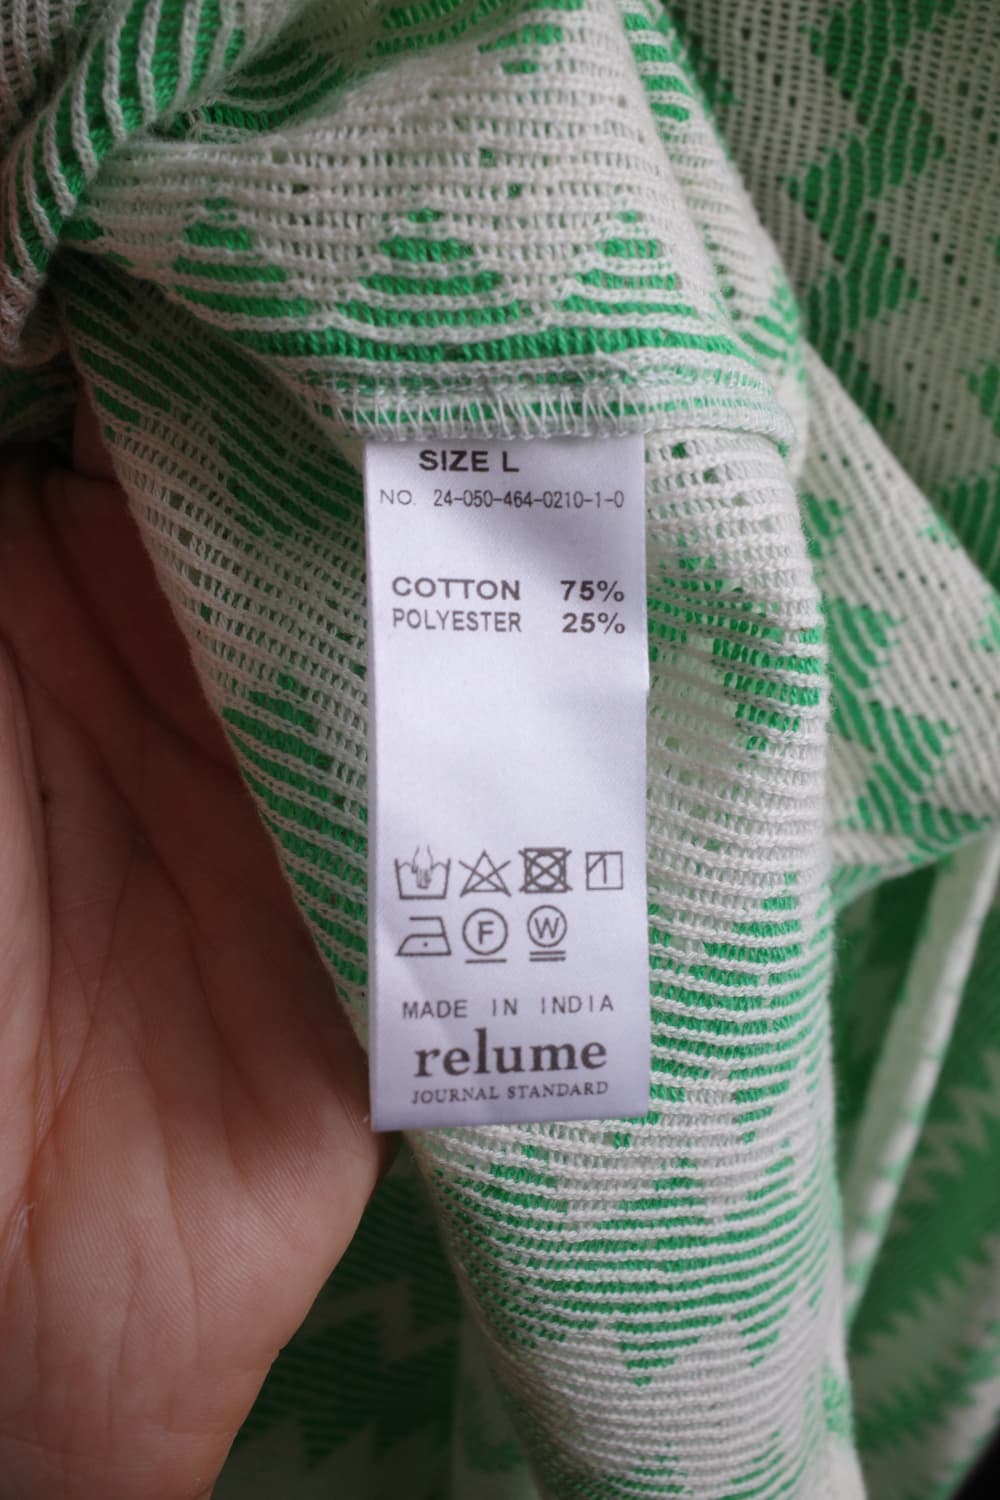 SIZE L
NO. 24-050-464-0210-1-0
COTTON 75%
POLYESTER 25%
F W
MADE IN INDIA
relume
JOURNAL STANDARD